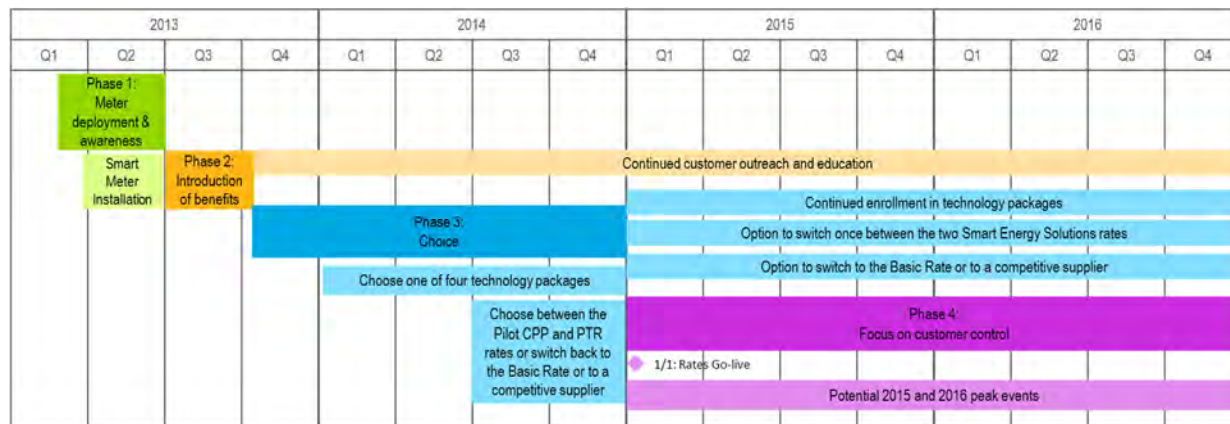 2013 2014 2015 2016
Q1 Q2 Q3 Q4 Q1 Q2 Q3 Q4 Q1 Q2 Q3 Q4 Q1 Q2 Q3 Q4
Phase 1:
Meter
deployment &
awareness
Smart
Meter
Installation
Phase 2:
Introduction
of benefits
Continued customer outreach and education
Continued enrollment in technology packages
Phase 3:
Choice
Option to switch once between the two Smart Energy Solutions rates
Option to switch to the Basic Rate or to a competitive supplier
Choose one of four technology packages
Choose between the
Pilot CPP and PTR
rates or switch back to
the Basic Rate or to a
competitive supplier
Phase 4:
Focus on customer control
1/1: Rates Go-live
Potential 2015 and 2016 peak events